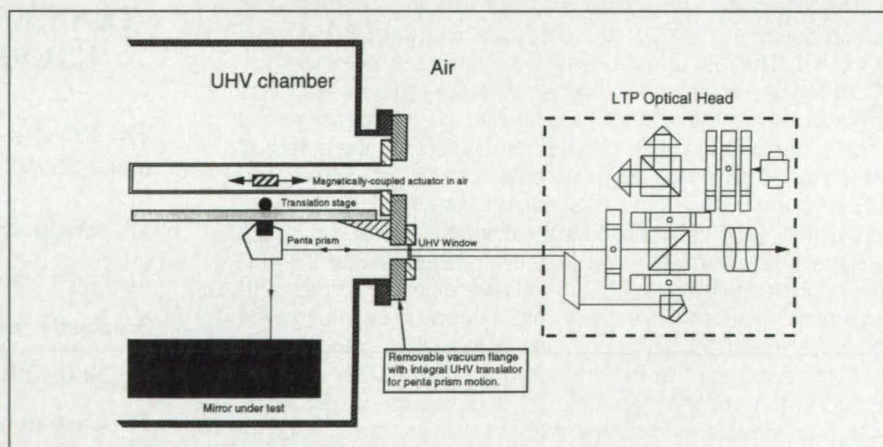 UHV chamber
Air
LTP Optical Head
Magnetically-coupled actuator in air
Translation stage
Penta prism
UHV Window
Removable vacuum flange
with integral UHV translator
for penta prism motion.
Mirror under test